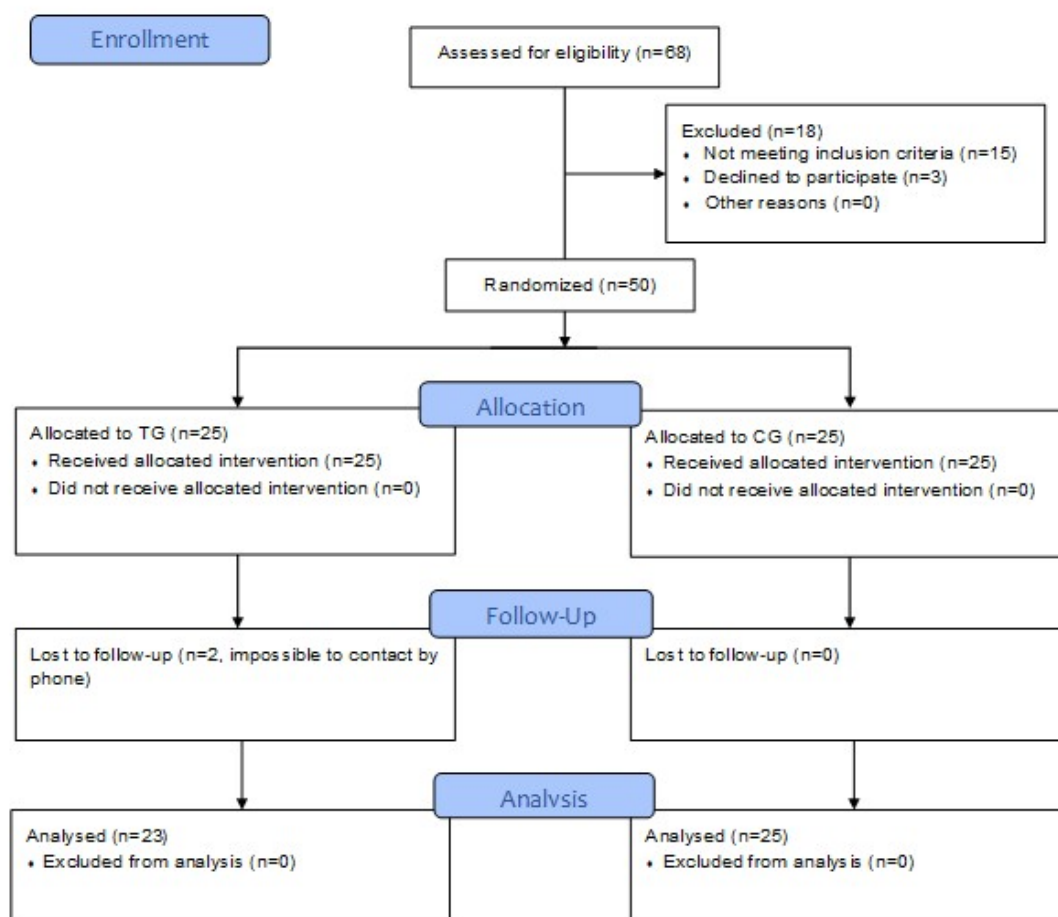 Enrollment
Assessed for eligibility (n=68)
Excluded (n=18)
♦ Not meeting inclusion criteria (n=15)
♦ Declined to participate (n=3)
♦ Other reasons (n=0)
Randomized (n=50)
Allocation
Allocated to TG (n=25)
♦ Received allocated intervention (n=25)
♦ Did not receive allocated intervention (n=0)
Allocated to CG (n=25)
♦ Received allocated intervention (n=25)
♦ Did not receive allocated intervention (n=0)
Follow-Up
Lost to follow-up (n=2, impossible to contact by
phone)
Lost to follow-up (n=0)
Analysis
Analysed (n=23)
♦ Excluded from analysis (n=0)
Analysed (n=25)
♦ Excluded from analysis (n=0)